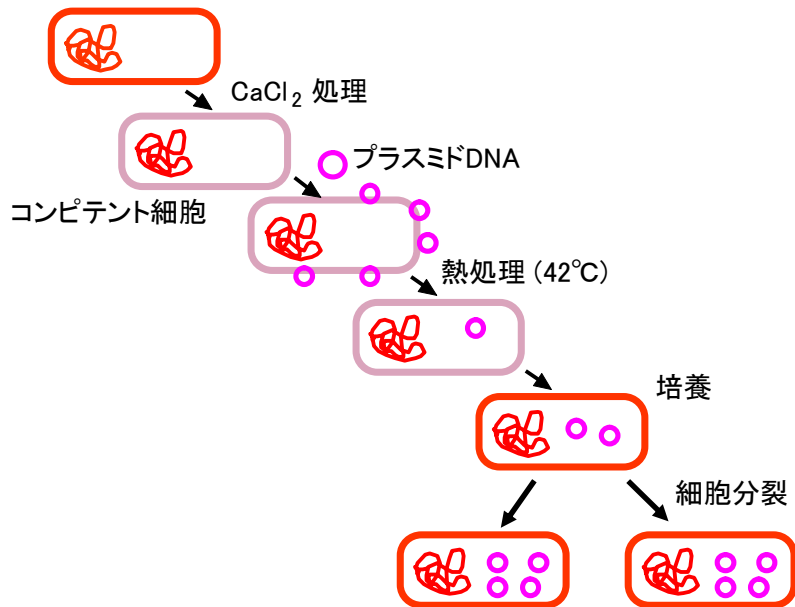 CaCl₂ 処理
プラスミドDNA
コンピテント細胞
熱処理 (42℃)
培養
細胞分裂